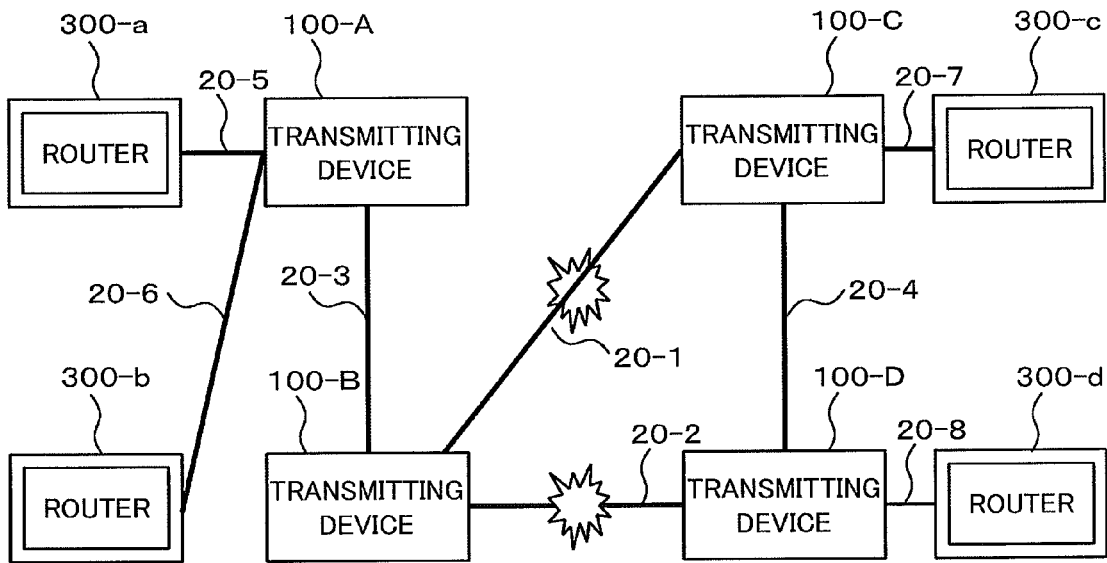 300-a
100-A
100-C
300-c
20-5
20-7
ROUTER
TRANSMITTING
DEVICE
TRANSMITTING
DEVICE
ROUTER
20-6
20-3
20-4
20-1
300-b
100-B
100-D
300-d
20-2
20-8
ROUTER
TRANSMITTING
DEVICE
TRANSMITTING
DEVICE
ROUTER